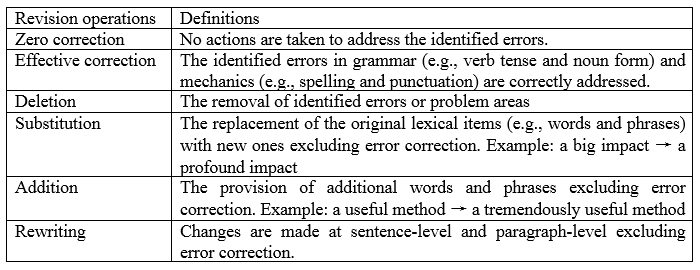 Revision operations Definitions
Zero correction No actions are taken to address the identified errors.
Effective correction The identified errors in grammar (e.g., verb tense and noun form) and
mechanics (e.g., spelling and punctuation) are correctly addressed.
Deletion The removal of identified errors or problem areas
Substitution The replacement of the original lexical items (e.g., words and phrases)
with new ones excluding error correction. Example: a big impact → a
profound impact
Addition The provision of additional words and phrases excluding error
correction. Example: a useful method → a tremendously useful method
Rewriting Changes are made at sentence-level and paragraph-level excluding
error correction.